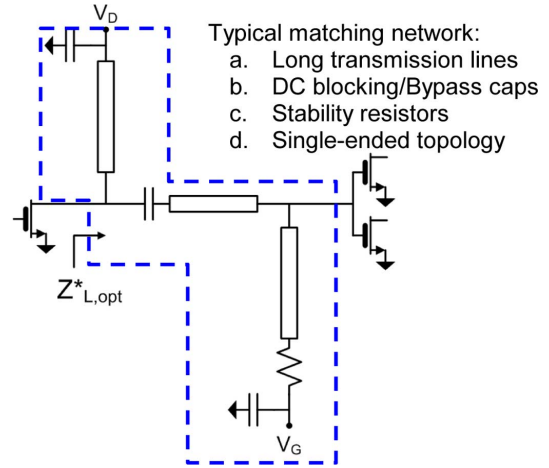 V_D
Typical matching network:
a. Long transmission lines
b. DC blocking/Bypass caps
c. Stability resistors
d. Single-ended topology
Z*_L,opt
V_G